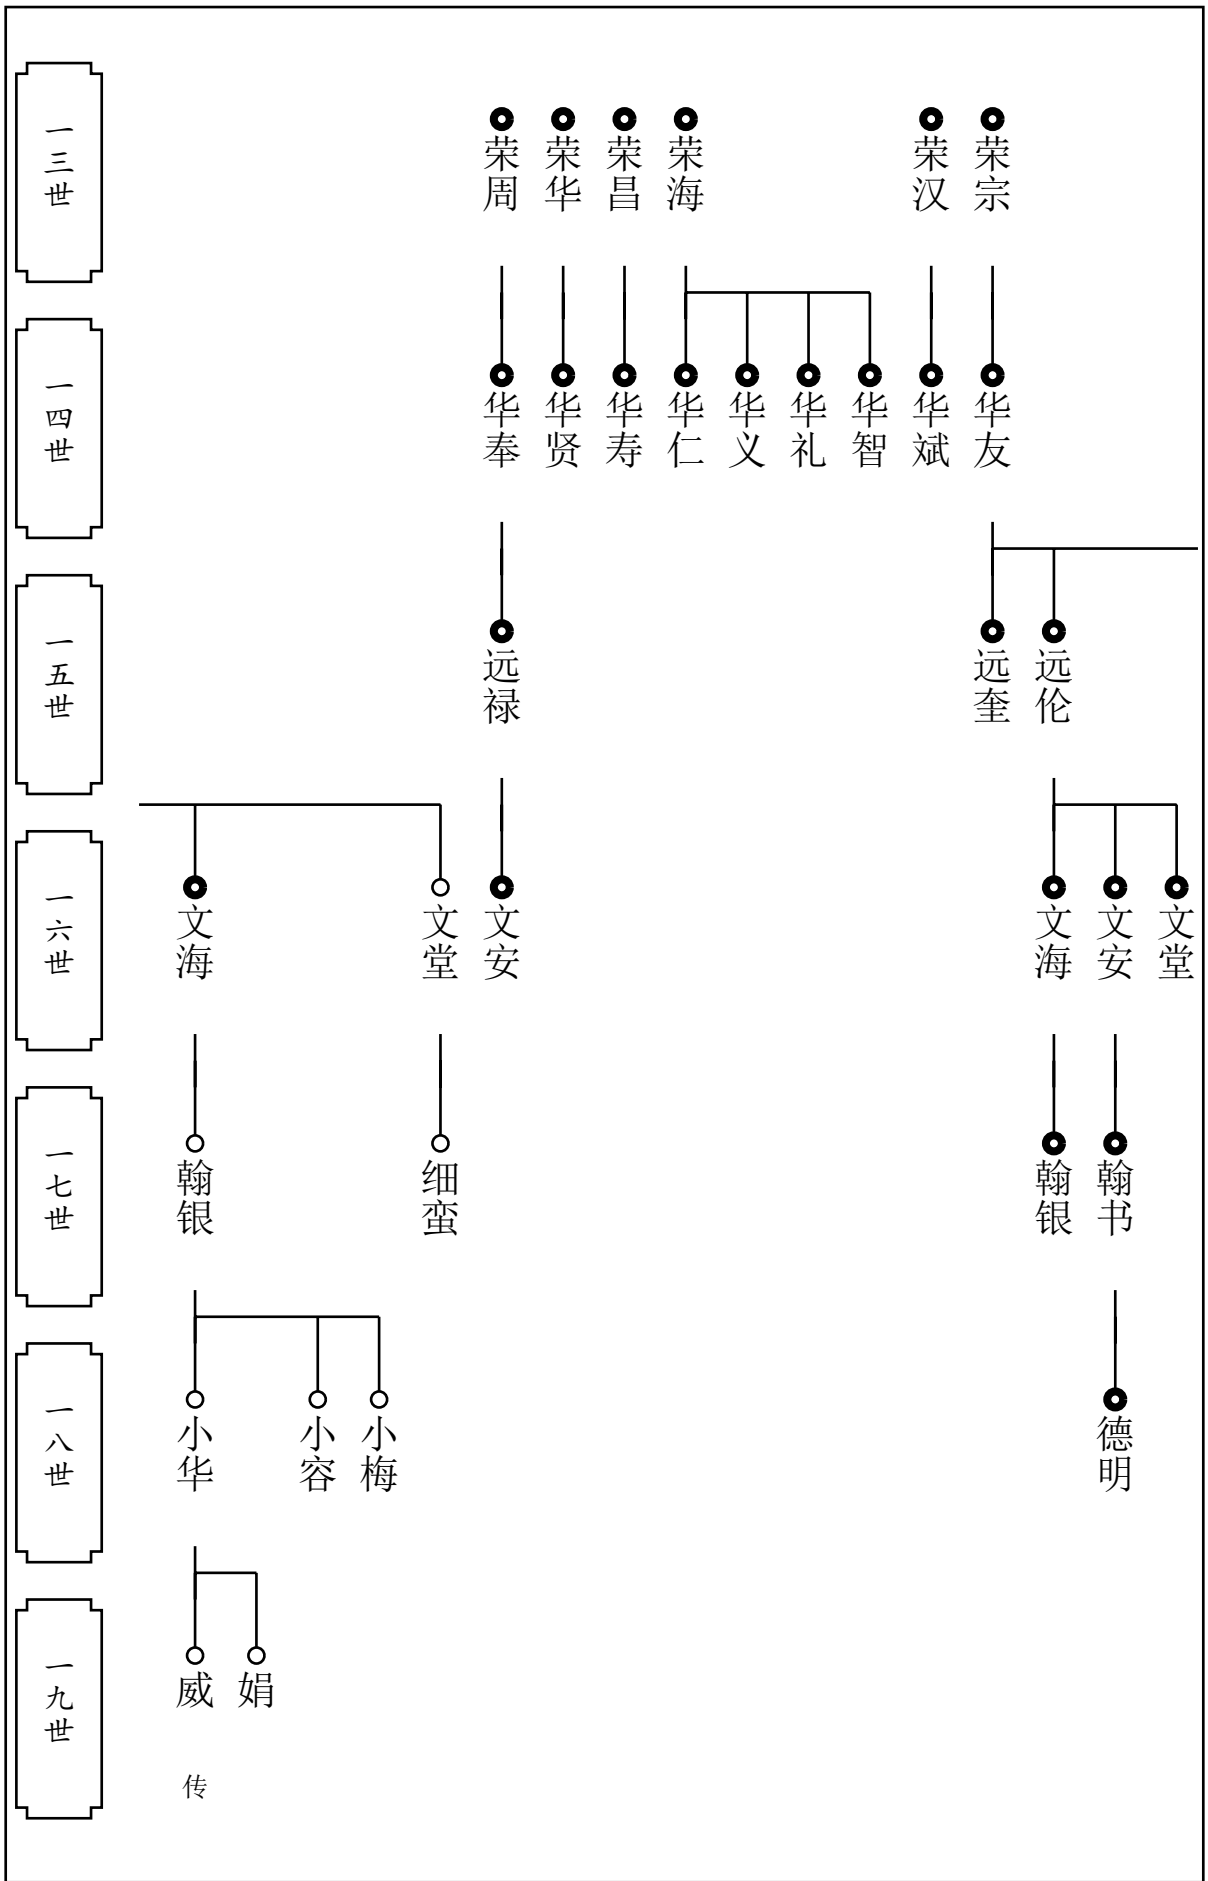 一三世
荣周
荣华
荣昌
荣海
荣汉
荣宗
一四世
华奉
华贤
华寿
华仁
华义
华礼
华智
华斌
华友
一五世
远禄
远奎
远伦
一六世
文海
文堂
文安
文海
文安
文堂
一七世
翰银
细蛮
翰银
翰书
一八世
小华
小容
小梅
德明
一九世
威
娟
传